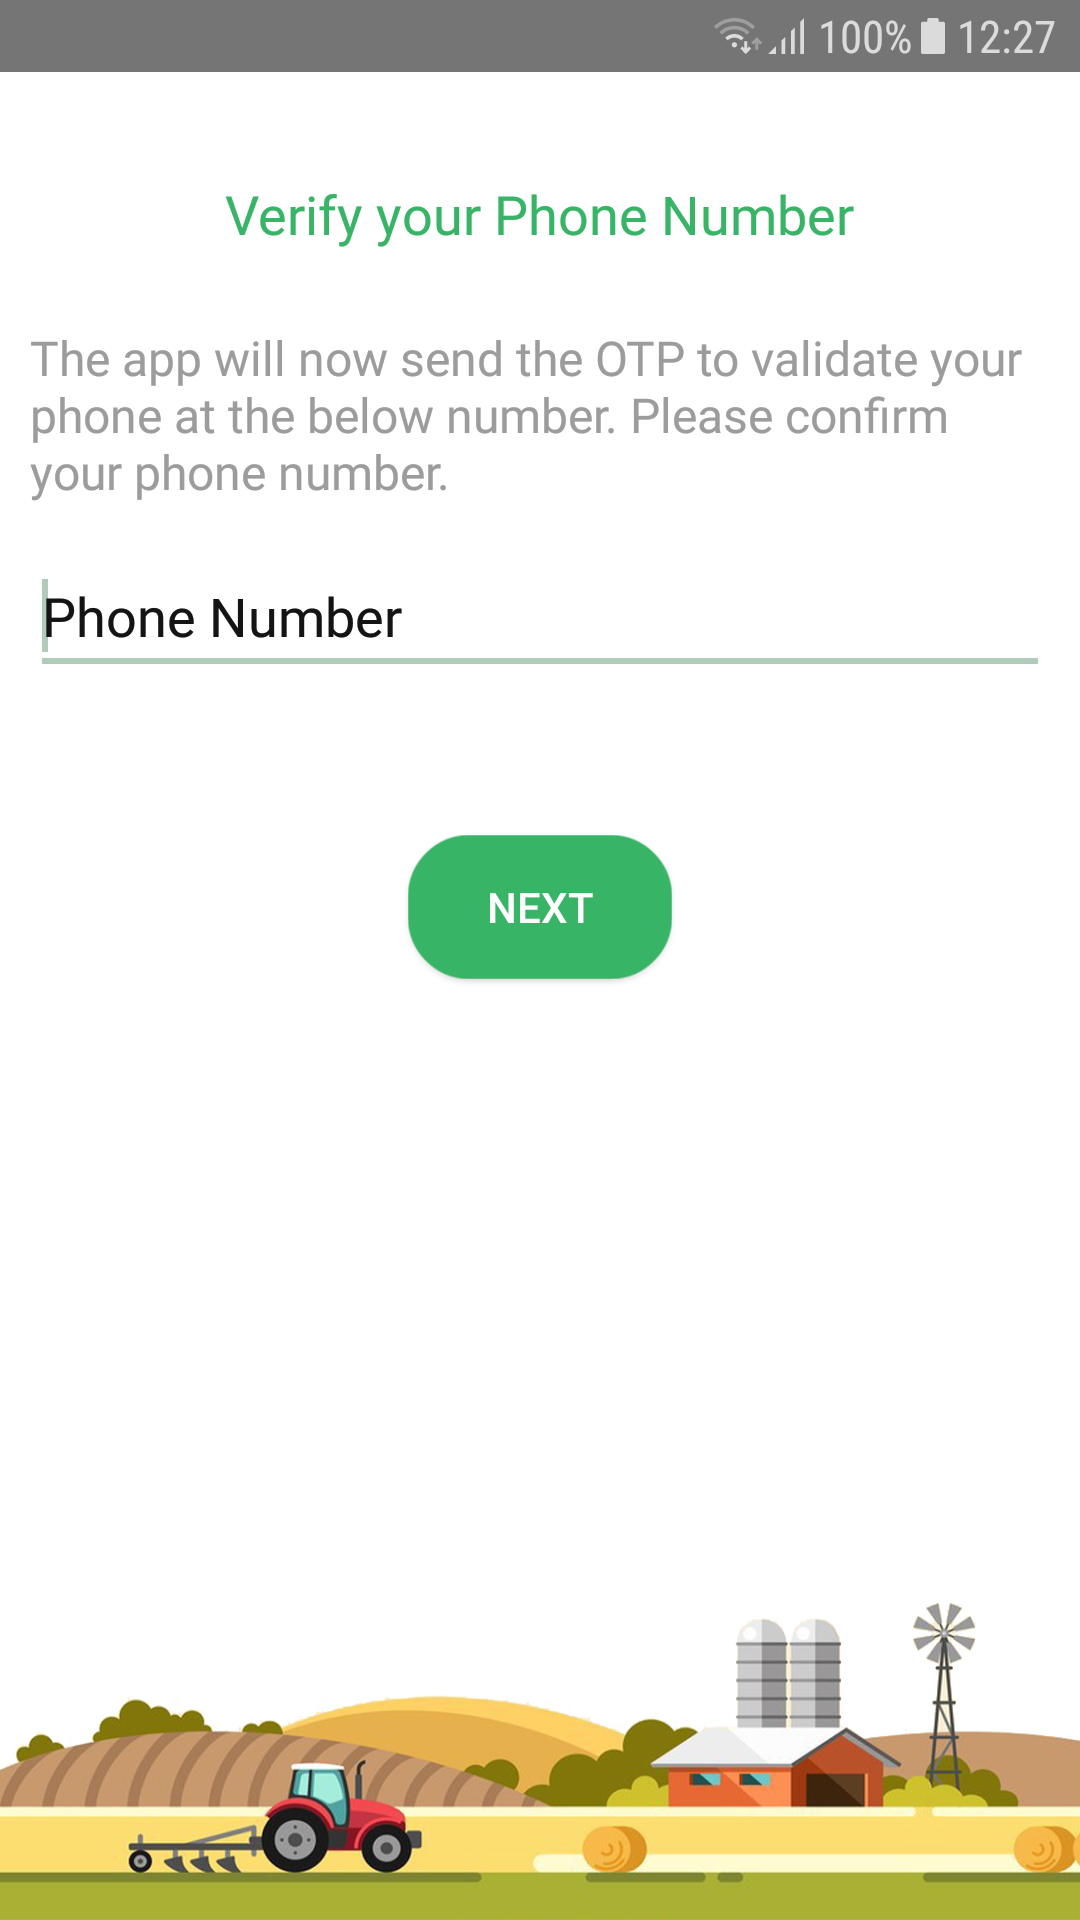 100% 12:27
Verify your Phone Number
The app will now send the OTP to validate your
phone at the below number. Please confirm
your phone number.
Phone Number
NEXT